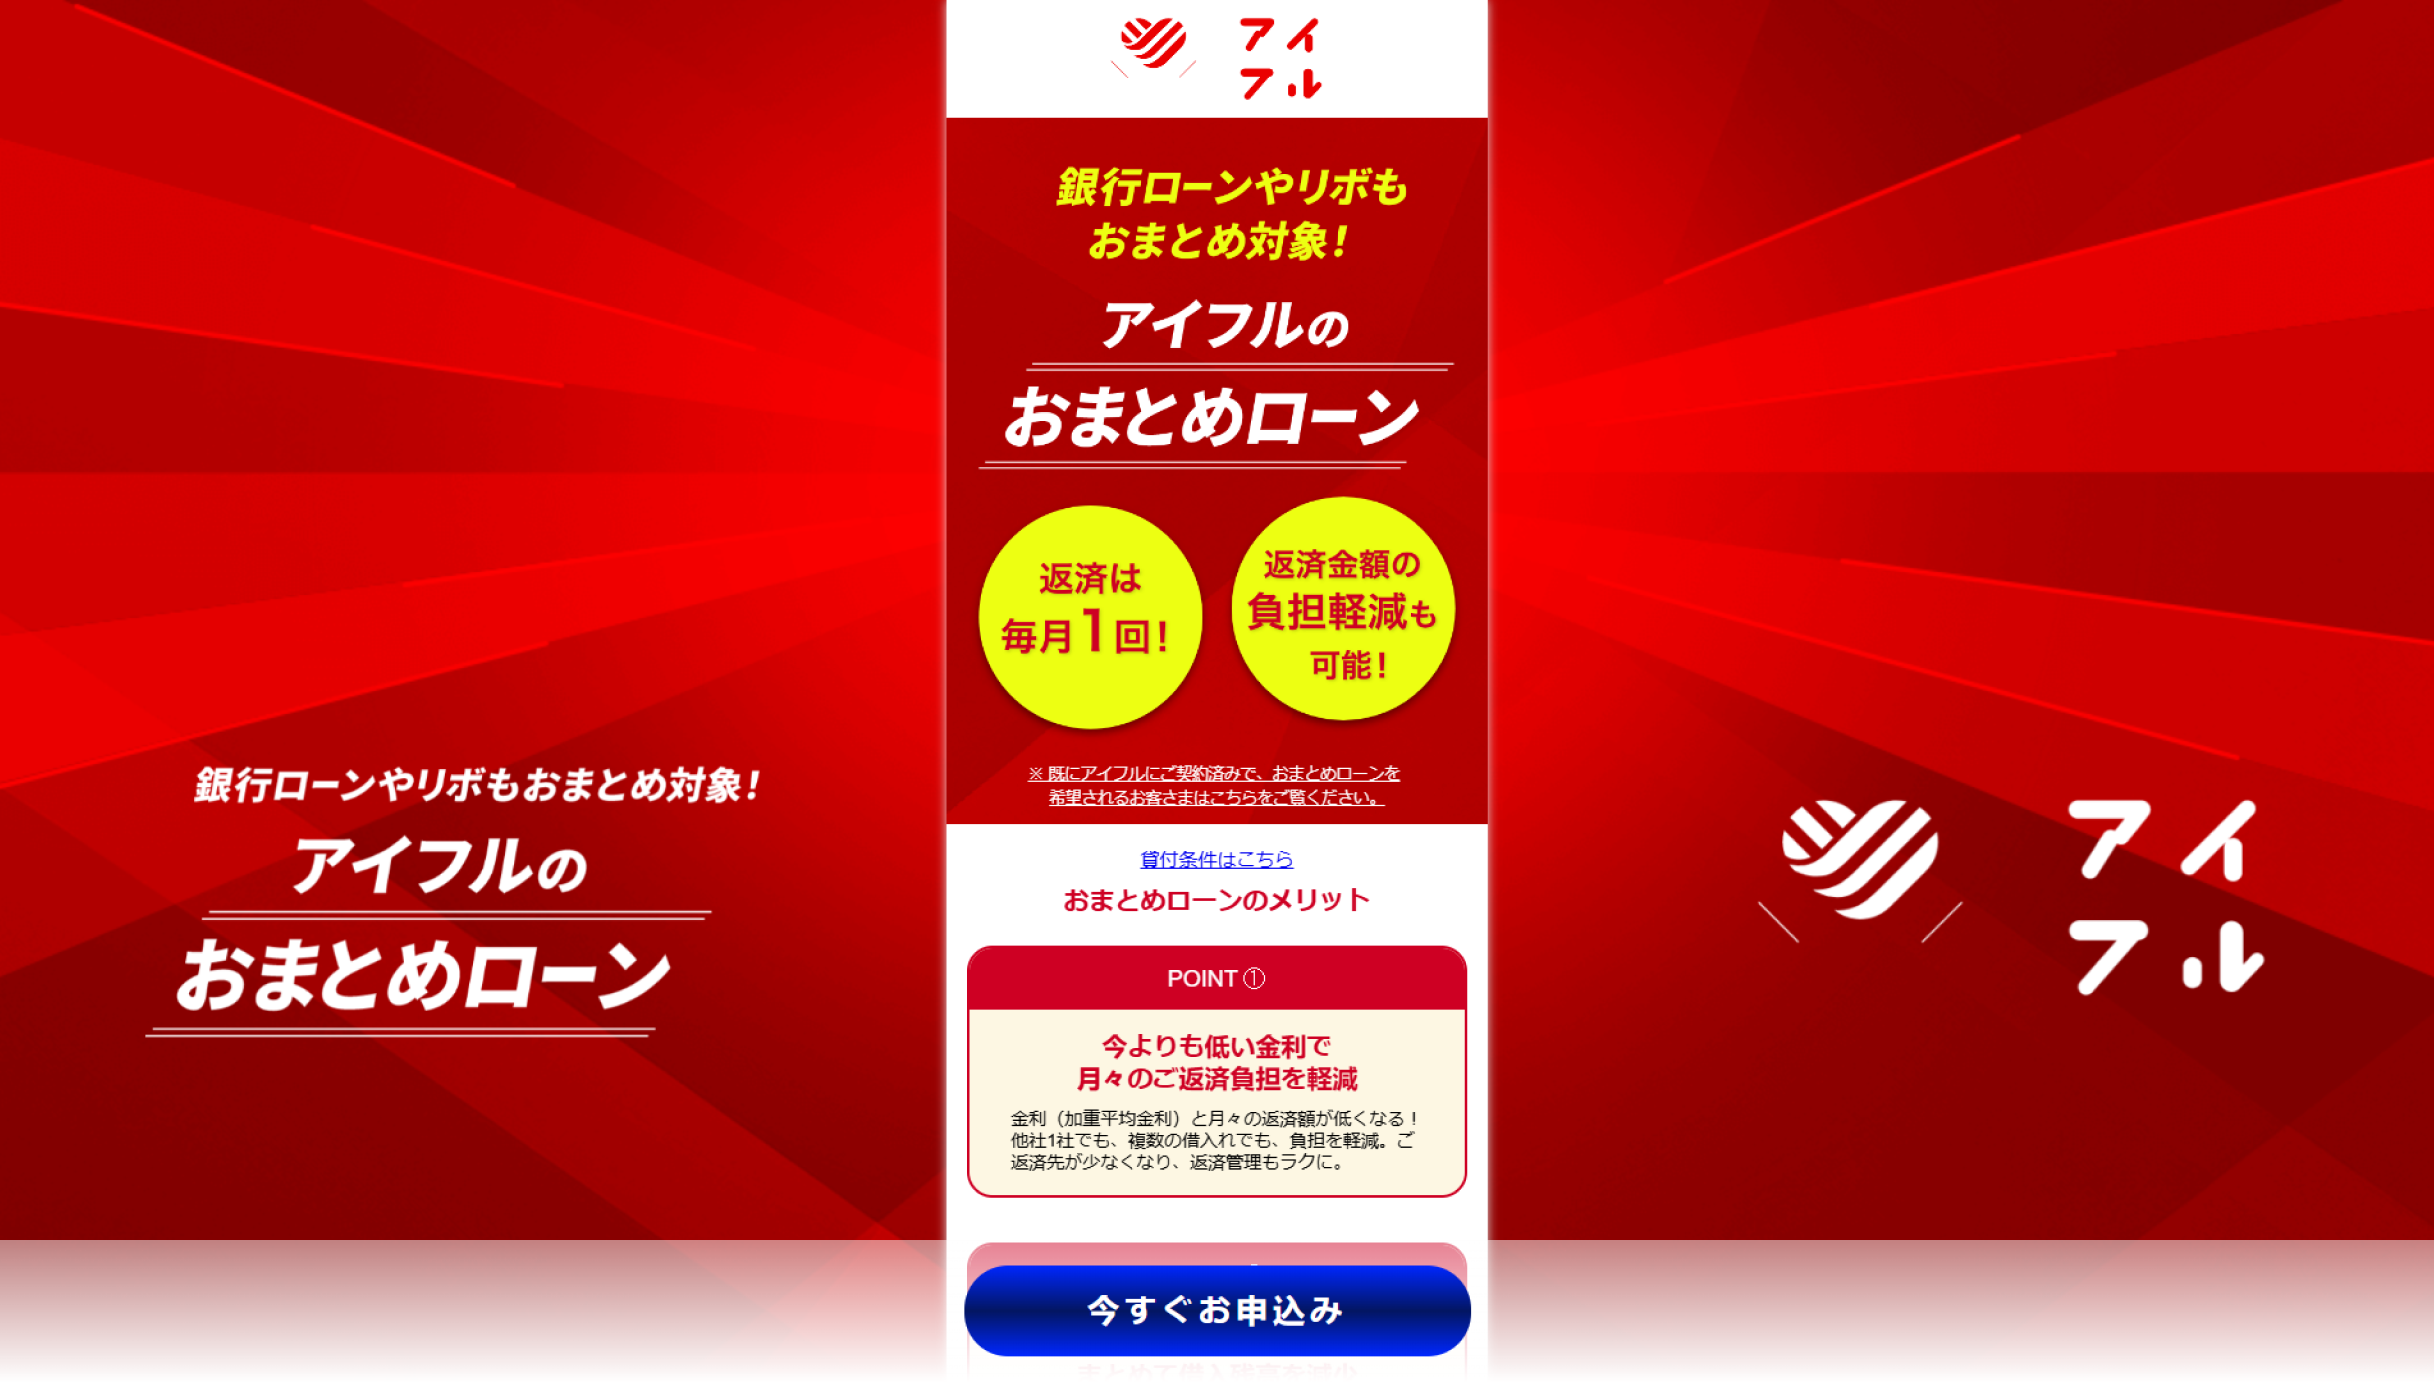 アイ
フル
銀行ローンやリボも
おまとめ対象！
アイフルの
おまとめローン
返済は
毎月1回！
返済金額の
負担軽減も
可能！
※ 既にアイフルにご契約済みで、おまとめローンを
希望されるお客さまはこちらをご覧ください。
貸付条件はこちら
おまとめローンのメリット
POINT ①
今よりも低い金利で
月々のご返済負担を軽減
金利（加重平均金利）と月々の返済額が低くなる！
他社1社でも、複数の借入れでも、負担を軽減。ご
返済先が少なくなり、返済管理もラクに。
今すぐお申込み
まとめて借入残高を減少
銀行ローンやリボもおまとめ対象！
アイフルの
おまとめローン
アイ
フル